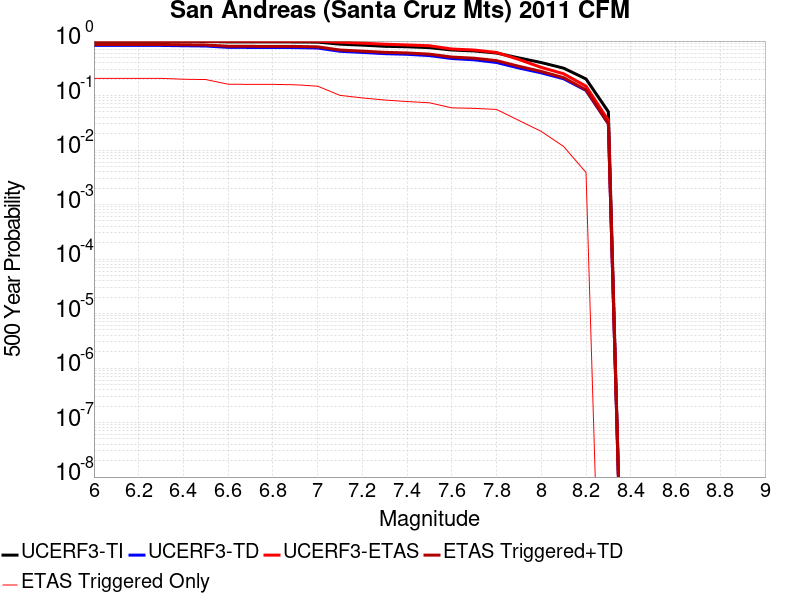 San Andreas (Santa Cruz Mts) 2011 CFM
10^0
10^-1
10^-2
10^-3
10^-4
10^-5
10^-6
10^-7
10^-8
500 Year Probability
6 6.2 6.4 6.6 6.8 7 7.2 7.4 7.6 7.8 8 8.2 8.4 8.6 8.8 9
Magnitude
UCERF3-TI UCERF3-TD UCERF3-ETAS ETAS Triggered+TD
ETAS Triggered Only